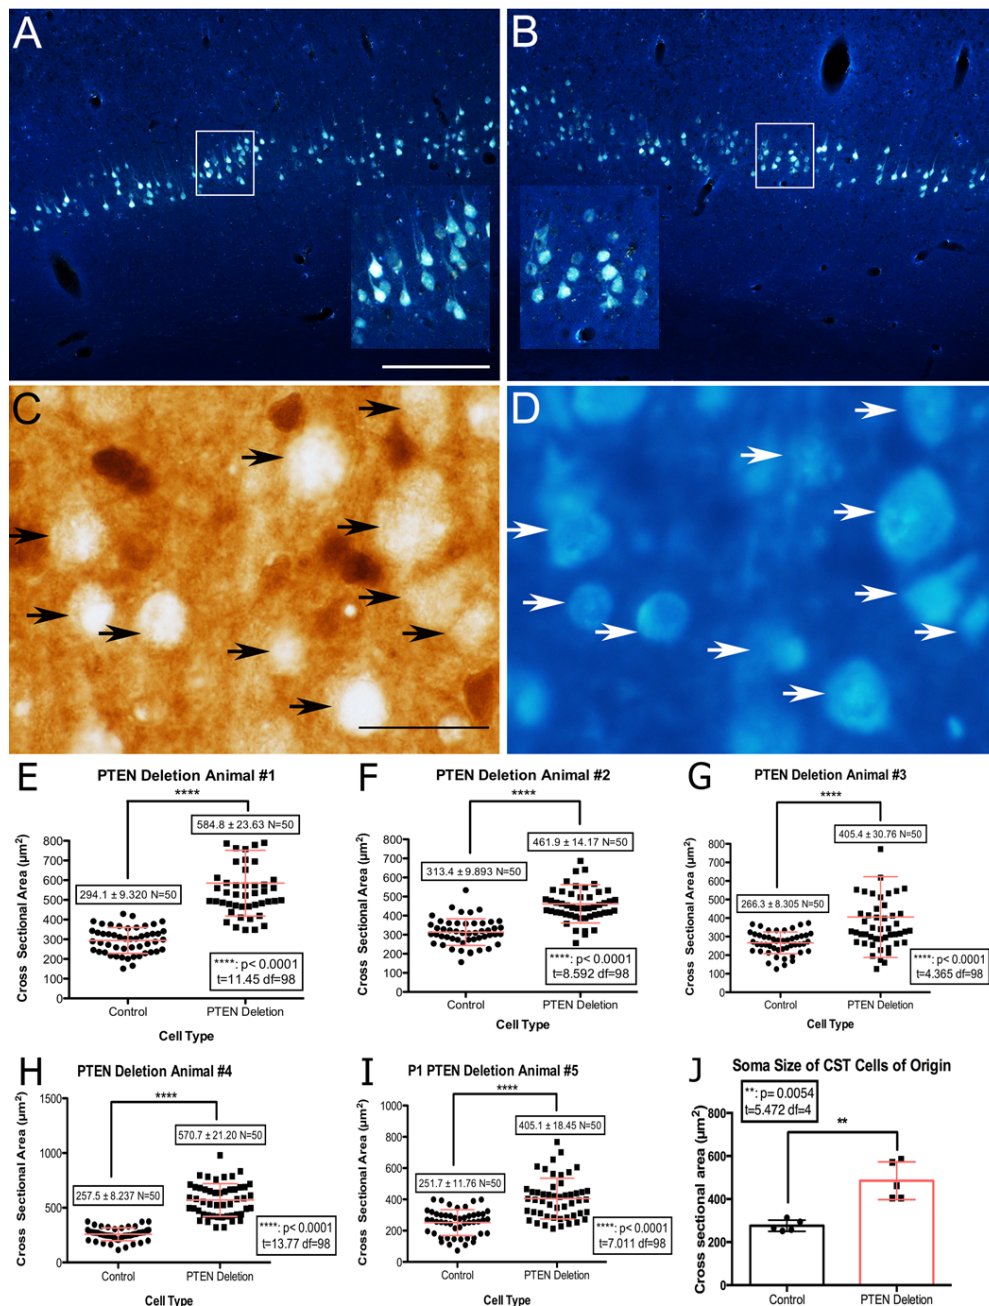 A
B
C
D
E
PTEN Deletion Animal #1
****
584.8 ± 23.63 N=50
294.1 ± 9.320 N=50
****: p< 0.0001
t=11.45 df=98
Cross Sectional Area (µm²)
800
700
600
500
400
300
200
100
0
Control
PTEN Deletion
Cell Type
F
PTEN Deletion Animal #2
****
461.9 ± 14.17 N=50
313.4 ± 9.893 N=50
****: p< 0.0001
t=8.592 df=98
Cross Sectional Area (µm²)
800
700
600
500
400
300
200
100
0
Control
PTEN Deletion
Cell Type
G
PTEN Deletion Animal #3
****
405.4 ± 30.76 N=50
266.3 ± 8.305 N=50
****: p< 0.0001
t=4.365 df=98
Cross Sectional Area (µm²)
800
700
600
500
400
300
200
100
0
Control
PTEN Deletion
Cell Type
H
PTEN Deletion Animal #4
****
570.7 ± 21.20 N=50
257.5 ± 8.237 N=50
****: p< 0.0001
t=13.77 df=98
Cross Sectional Area (µm²)
1500
1000
500
0
Control
PTEN Deletion
Cell Type
I
P1 PTEN Deletion Animal #5
****
405.1 ± 18.45 N=50
251.7 ± 11.76 N=50
****: p< 0.0001
t=7.011 df=98
Cross Sectional Area (µm²)
1000
800
600
400
200
0
Control
PTEN Deletion
Cell Type
J
Soma Size of CST Cells of Origin
**: p= 0.0054
t=5.472 df=4
**
Cross sectional area (µm²)
800
600
400
200
0
Control
PTEN Deletion